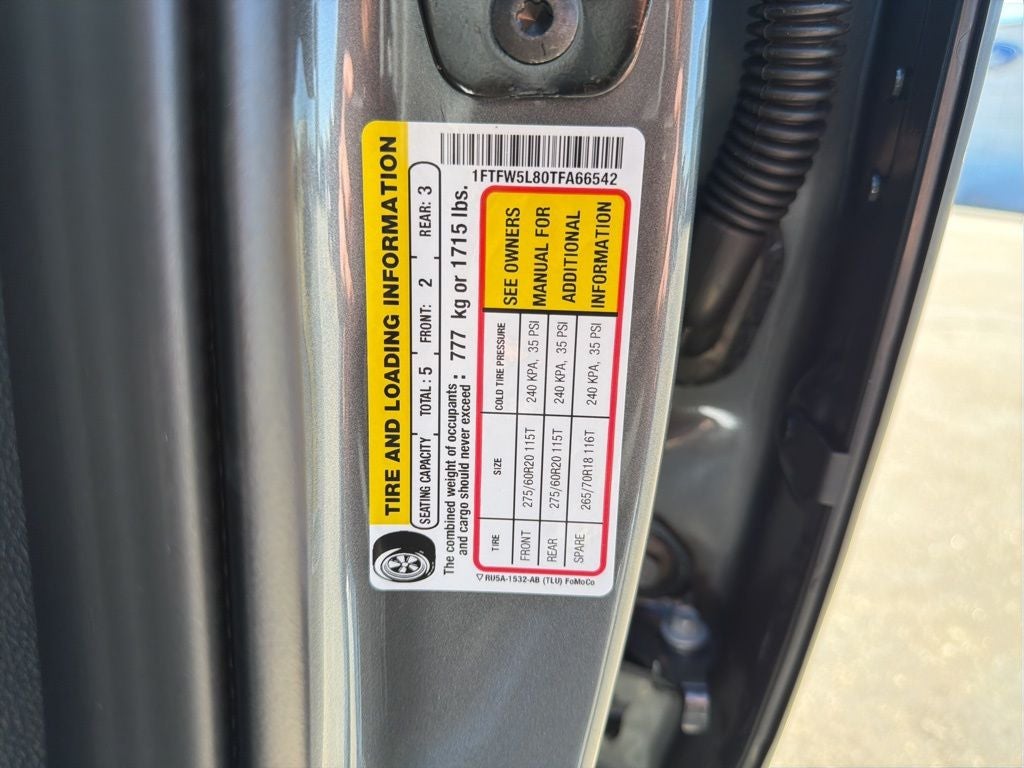 1FTFW5L80TFA66542
TIRE AND LOADING INFORMATION
SEATING CAPACITY TOTAL : 5 FRONT: 2 REAR: 3
The combined weight of occupants
and cargo should never exceed : 777 kg or 1715 lbs.
TIRE SIZE COLD TIRE PRESSURE
FRONT 275/60R20 115T 240 KPA, 35 PSI
REAR 275/60R20 115T 240 KPA, 35 PSI
SPARE 265/70R18 116T 240 KPA, 35 PSI
SEE OWNERS
MANUAL FOR
ADDITIONAL
INFORMATION
RU5A-1532-AB (TLU) FoMoCo